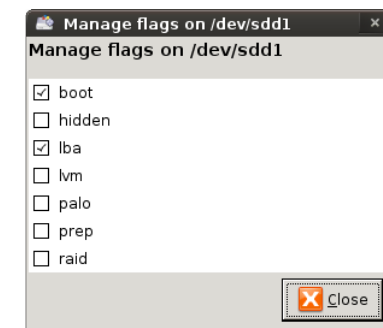 Manage flags on /dev/sdd1
Manage flags on /dev/sdd1
boot
hidden
lba
lvm
palo
prep
raid
Close